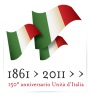 1861 > 2011 > >
150° anniversario Unità d'Italia